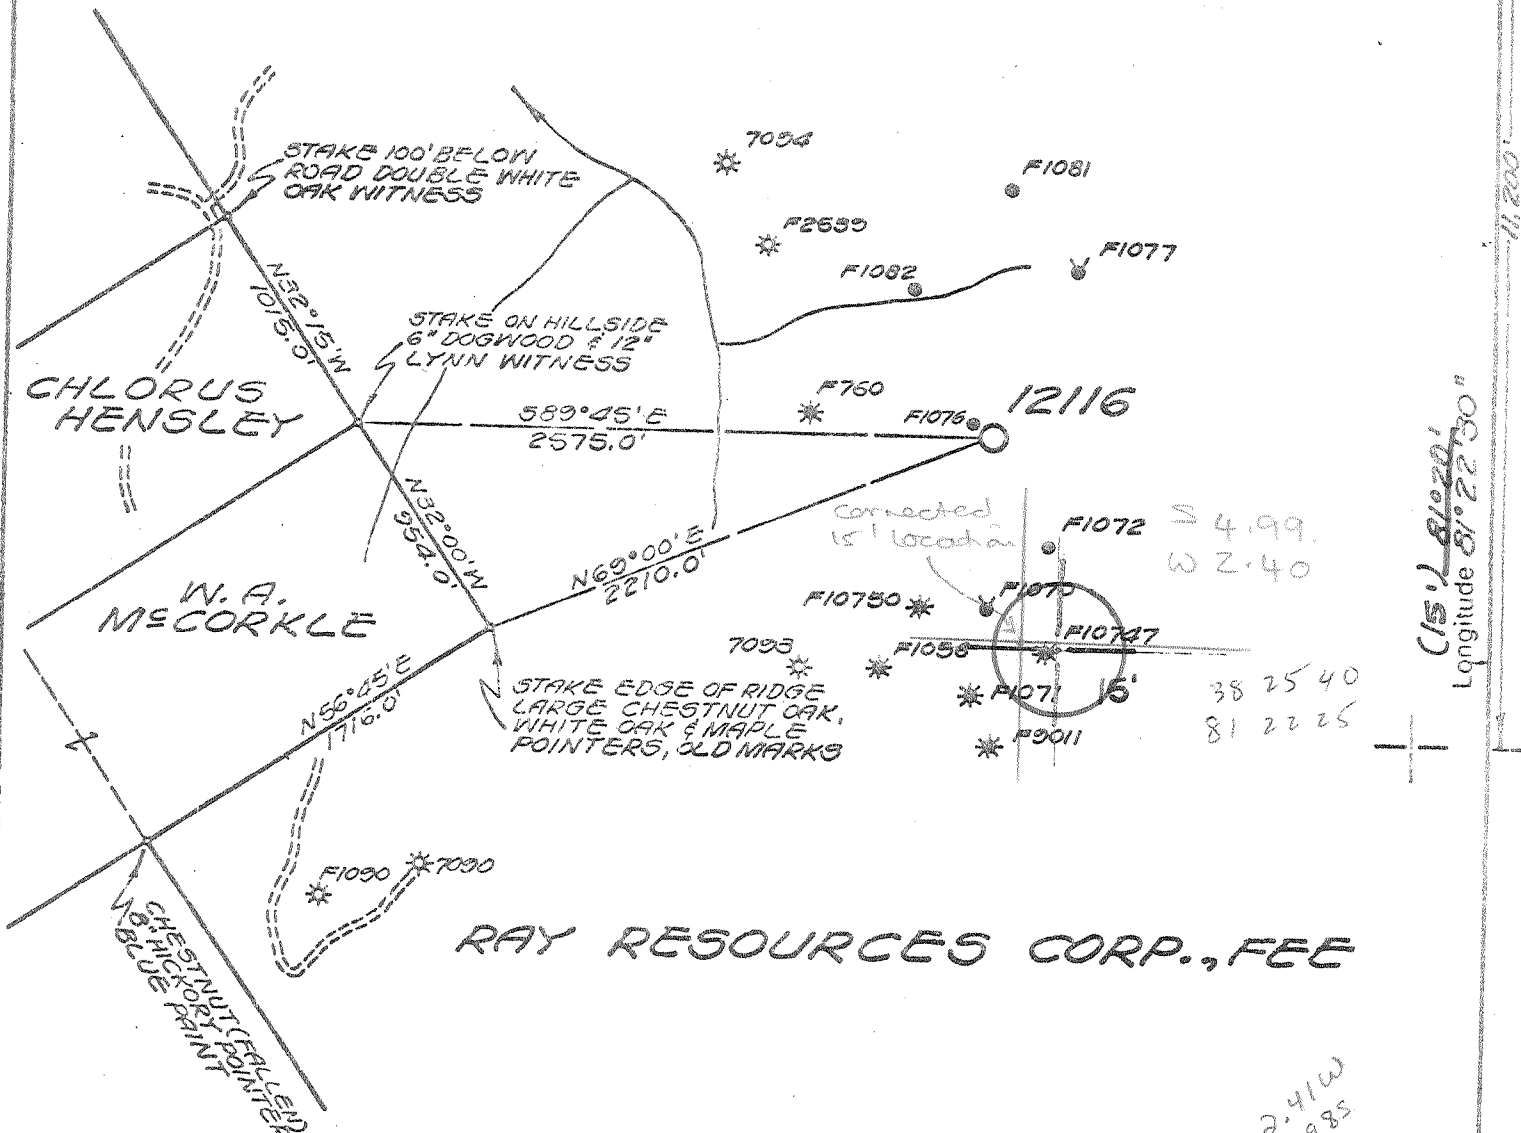 7094
STAKE 100' BELOW
ROAD DOUBLE WHITE
OAK WITNESS
F1081
11,200'
F2699
F1077
F1082
N32°15'W
1015.0'
STAKE ON HILLSIDE
6" DOGWOOD & 12"
LYNN WITNESS
CHLORUS
HENSLEY
F760
12116
F1076
S89°45'E
2575.0'
(15') 81°20'
Longitude 81°22'30"
N32°00'W
954.0'
corrected
15' location
F1072
S 4.99
W 2.40
N69°00'E
2210.0'
W. A.
McCORKLE
F10750
F1075
F10747
7093
F1056
F1071
15'
38 25 40
81 22 25
STAKE EDGE OF RIDGE
LARGE CHESTNUT OAK,
WHITE OAK & MAPLE
POINTERS, OLD MARKS
F9011
N56°45'E
1716.0'
F1090
7090
CHESTNUT (FALLEN)
8" HICKORY POINTER
BLUE PAINT
RAY RESOURCES CORP., FEE
2.41W